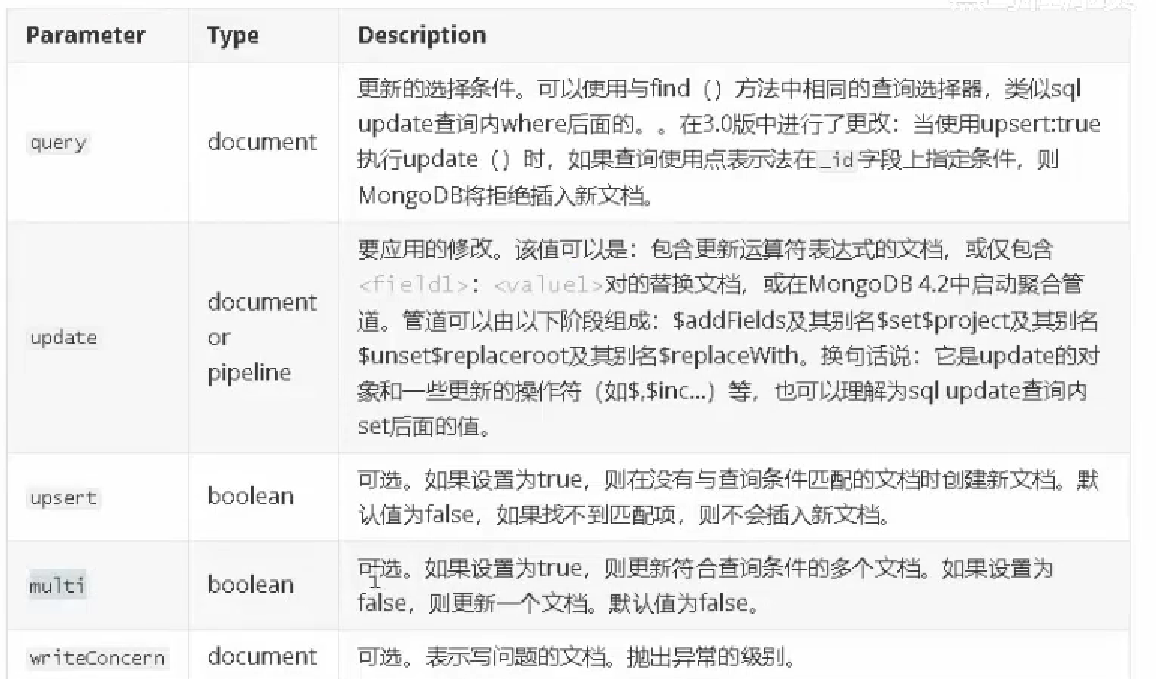 Parameter Type Description
query document 更新的选择条件。可以使用与find（）方法中相同的查询选择器，类似sql
update查询内where后面的。。在3.0版中进行了更改：当使用upsert:true
执行update（）时，如果查询使用点表示法在_id字段上指定条件，则
MongoDB将拒绝插入新文档。
update document or pipeline 要应用的修改。该值可以是：包含更新运算符表达式的文档，或仅包含
<field1>：<value1>对的替换文档，或在MongoDB 4.2中启动聚合管
道。管道可以由以下阶段组成：$addFields及其别名$set$project及其别名
$unset$replaceroot及其别名$replaceWith。换句话说：它是update的对
象和一些更新的操作符（如$,$inc...）等，也可以理解为sql update查询内
set后面的值。
upsert boolean 可选。如果设置为true，则在没有与查询条件匹配的文档时创建新文档。默
认值为false，如果找不到匹配项，则不会插入新文档。
multi boolean 可选。如果设置为true，则更新符合查询条件的多个文档。如果设置为
false，则更新一个文档。默认值为false。
writeConcern document 可选。表示写问题的文档。抛出异常的级别。